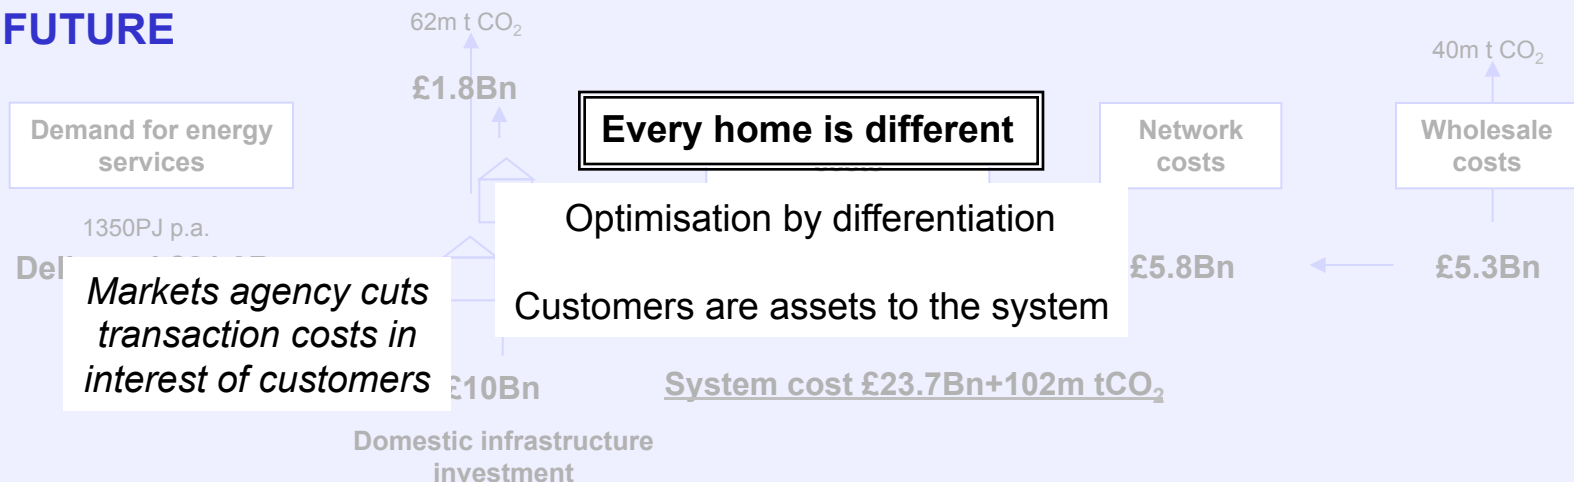 FUTURE
62m t CO₂
40m t CO₂
£1.8Bn
Every home is different
Demand for energy
services
Network
costs
Wholesale
costs
Optimisation by differentiation
1350PJ p.a.
£5.8Bn
£5.3Bn
Customers are assets to the system
Markets agency cuts
transaction costs in
interest of customers
£10Bn
System cost £23.7Bn+102m tCO₂
Domestic infrastructure
investment